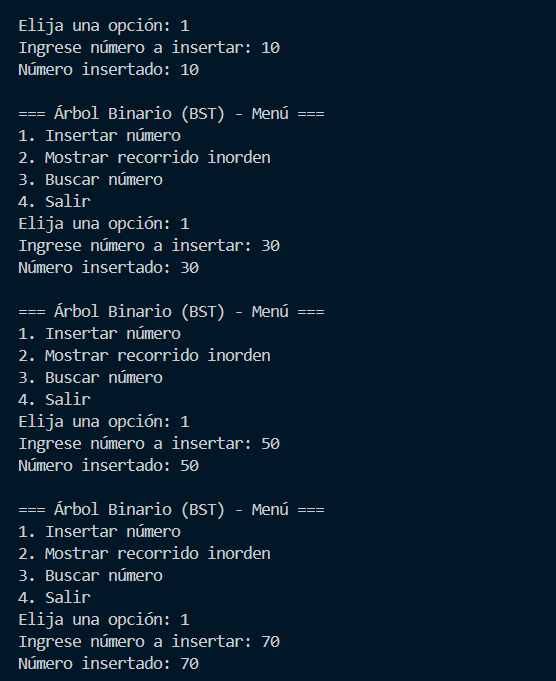 Elija una opción: 1
Ingrese número a insertar: 10
Número insertado: 10
=== Árbol Binario (BST) - Menú ===
1. Insertar número
2. Mostrar recorrido inorden
3. Buscar número
4. Salir
Elija una opción: 1
Ingrese número a insertar: 30
Número insertado: 30
=== Árbol Binario (BST) - Menú ===
1. Insertar número
2. Mostrar recorrido inorden
3. Buscar número
4. Salir
Elija una opción: 1
Ingrese número a insertar: 50
Número insertado: 50
=== Árbol Binario (BST) - Menú ===
1. Insertar número
2. Mostrar recorrido inorden
3. Buscar número
4. Salir
Elija una opción: 1
Ingrese número a insertar: 70
Número insertado: 70